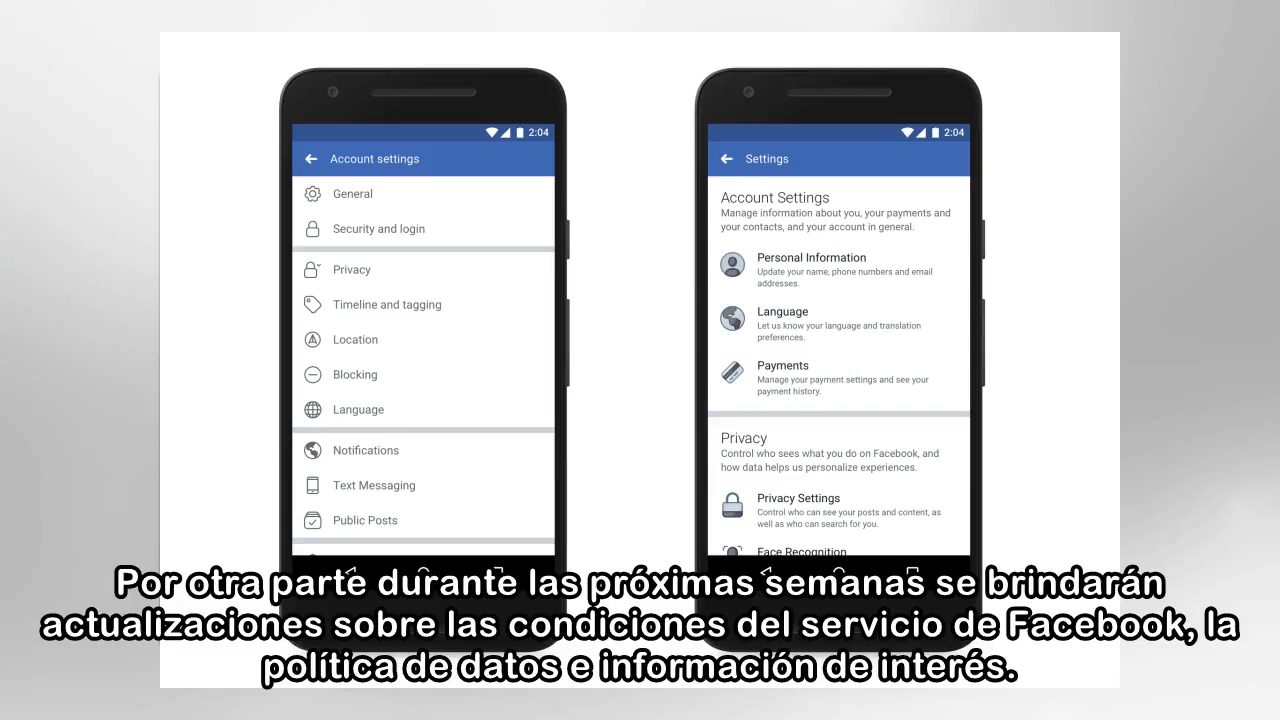 2:04
Account settings
General
Security and login
Privacy
Timeline and tagging
Location
Blocking
Language
Notifications
Text Messaging
Public Posts
2:04
Settings
Account Settings
Manage information about you, your payments and
your contacts, and your account in general.
Personal Information
Update your name, phone numbers and email
addresses.
Language
Let us know your language and translation
preferences.
Payments
Manage your payment settings and see your
payment history.
Privacy
Control who sees what you do on Facebook, and
how data helps us personalize experiences.
Privacy Settings
Control who can see your posts and content, as
well as who can search for you.
Face Recognition
Por otra parte durante las próximas semanas se brindarán
actualizaciones sobre las condiciones del servicio de Facebook, la
política de datos e información de interés.